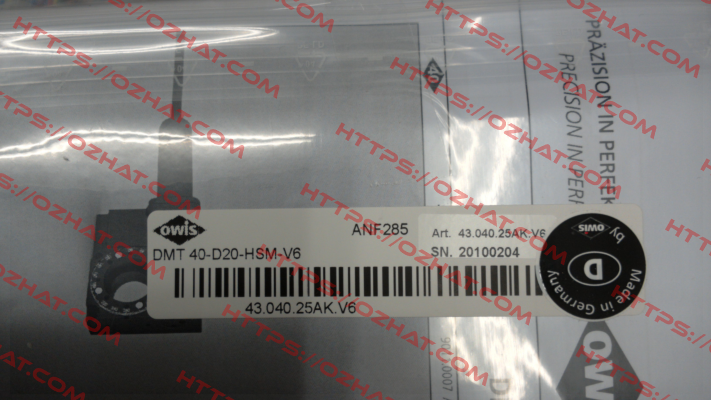 PRÄZISION IN PERFEK
PRECISION IN PERF
owis
DMT 40-D20-HSM-V6
ANF285
Art. 43.040.25AK.V6
SN. 20100204
43.040.25AK.V6
by
OWIS
D
Made in Germany
OWIS
HTTPS://OZHAT.COM